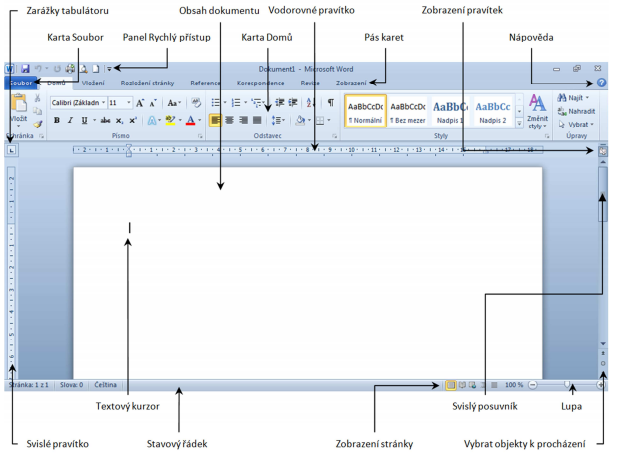 Zarážky tabulátoru Obsah dokumentu Vodorovné pravítko Zobrazení pravítek
Karta Soubor Panel Rychlý přístup Karta Domů Pás karet Nápověda
Dokument1 - Microsoft Word
Soubor Domů Vložení Rozložení stránky Reference Korespondence Revize Zobrazení
Calibri (Základn 11 A A Aa AaBbCcDc AaBbCcDc AaBbC AaBbCc A Najít
Vložit B I U abc x, x² A ¶ Normální ¶ Bez mezer Nadpis 1 Nadpis 2 Změnit styly Nahradit
Vybrat
Schránka Písmo Odstavec Styly Úpravy
Stránka: 1 z 1 Slova: 0 Čeština 100 %
Textový kurzor Svislý posuvník Lupa
Svislé pravítko Stavový řádek Zobrazení stránky Vybrat objekty k procházení